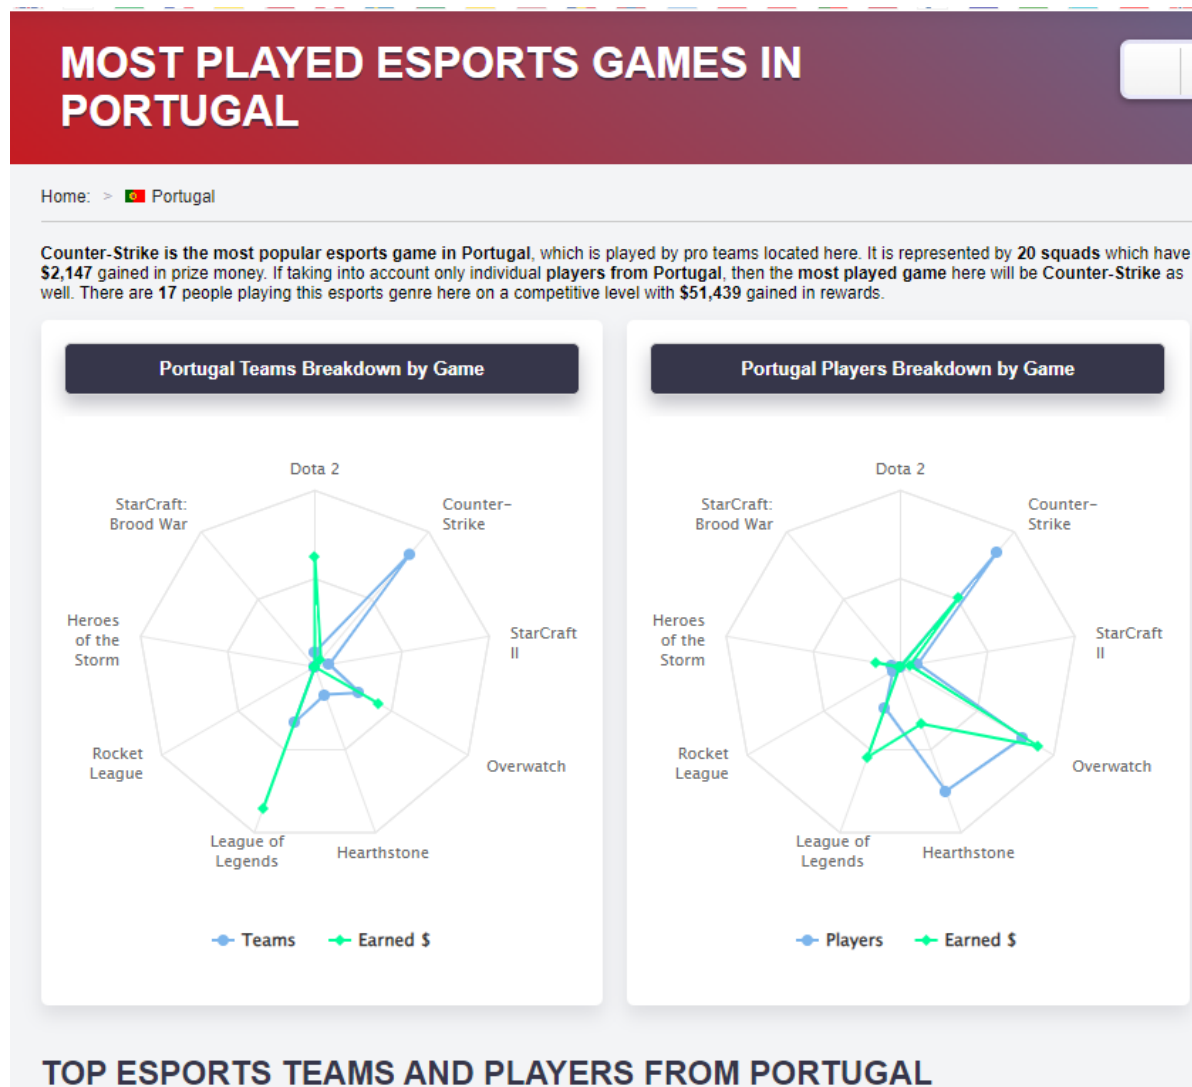 MOST PLAYED ESPORTS GAMES IN
PORTUGAL
Home: > Portugal
Counter-Strike is the most popular esports game in Portugal, which is played by pro teams located here. It is represented by 20 squads which have
$2,147 gained in prize money. If taking into account only individual players from Portugal, then the most played game here will be Counter-Strike as
well. There are 17 people playing this esports genre here on a competitive level with $51,439 gained in rewards.
Portugal Teams Breakdown by Game
Dota 2
StarCraft:
Brood War
Counter-
Strike
Heroes
of the
Storm
StarCraft
II
Rocket
League
Overwatch
League of
Legends
Hearthstone
Teams
Earned $
Portugal Players Breakdown by Game
Dota 2
StarCraft:
Brood War
Counter-
Strike
Heroes
of the
Storm
StarCraft
II
Rocket
League
Overwatch
League of
Legends
Hearthstone
Players
Earned $
TOP ESPORTS TEAMS AND PLAYERS FROM PORTUGAL